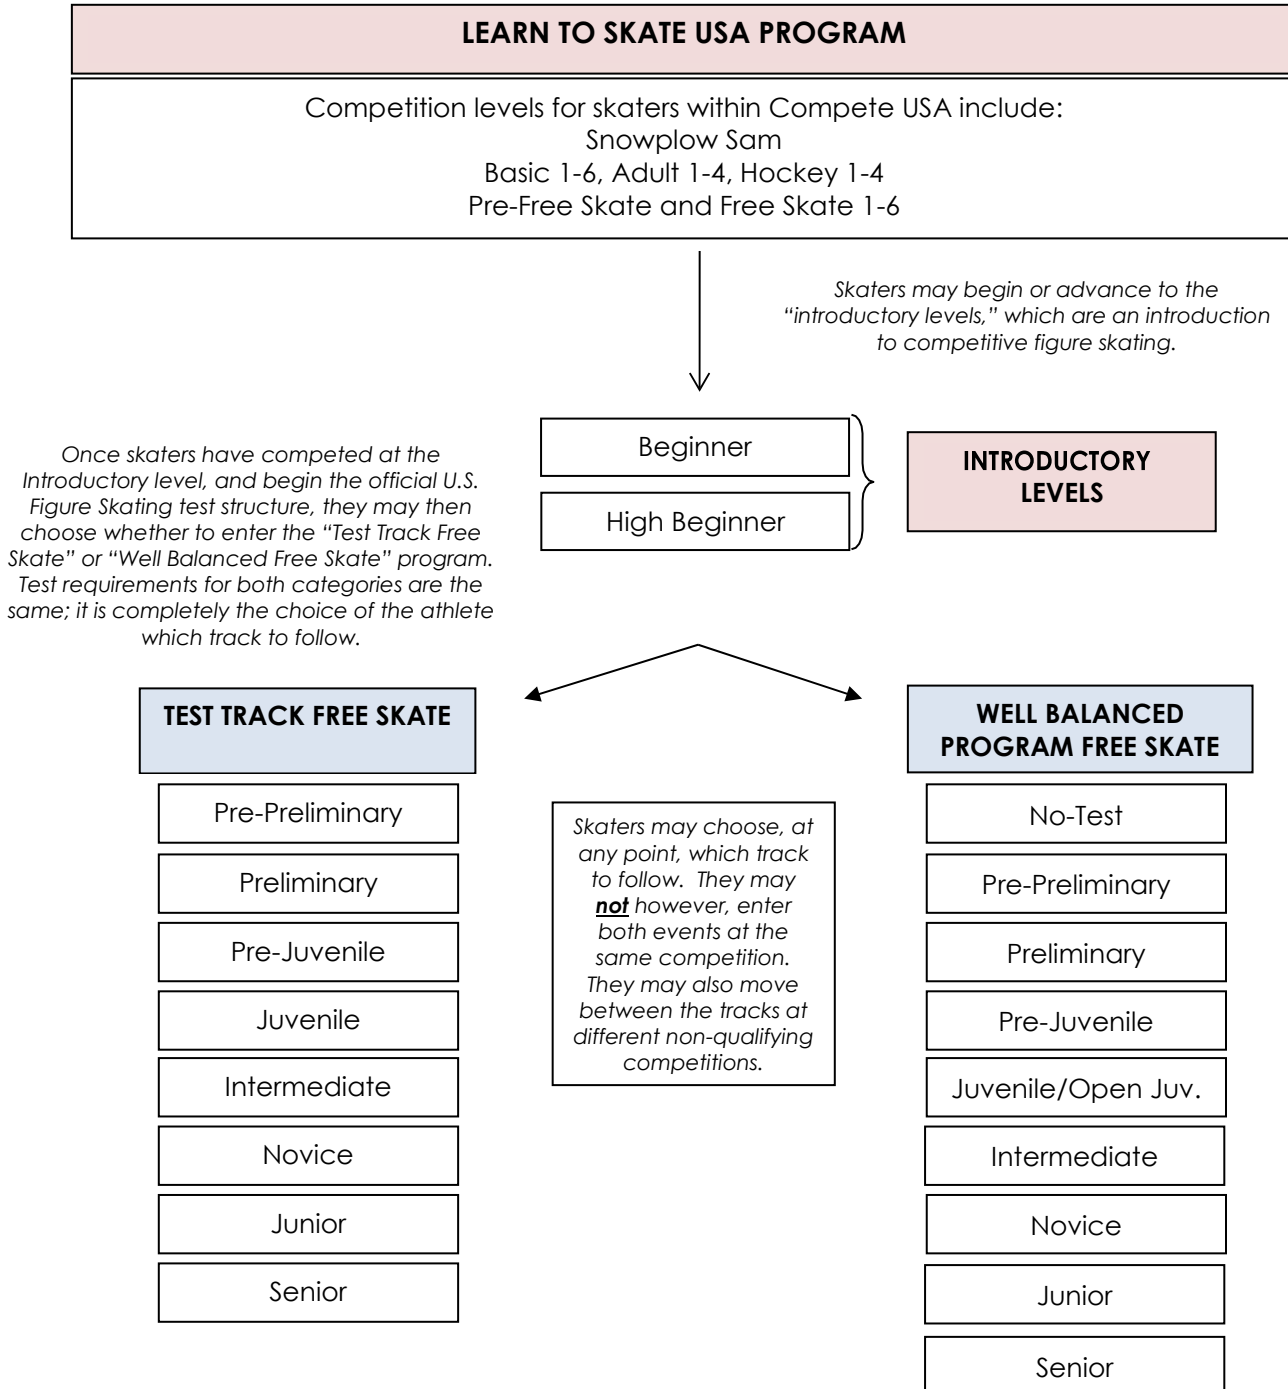 LEARN TO SKATE USA PROGRAM
Competition levels for skaters within Compete USA include:
Snowplow Sam
Basic 1-6, Adult 1-4, Hockey 1-4
Pre-Free Skate and Free Skate 1-6
Skaters may begin or advance to the
“introductory levels,” which are an introduction
to competitive figure skating.
Beginner
High Beginner
INTRODUCTORY
LEVELS
Once skaters have competed at the
Introductory level, and begin the official U.S.
Figure Skating test structure, they may then
choose whether to enter the “Test Track Free
Skate” or “Well Balanced Free Skate” program.
Test requirements for both categories are the
same; it is completely the choice of the athlete
which track to follow.
TEST TRACK FREE SKATE
Pre-Preliminary
Preliminary
Pre-Juvenile
Juvenile
Intermediate
Novice
Junior
Senior
Skaters may choose, at
any point, which track
to follow. They may
not however, enter
both events at the
same competition.
They may also move
between the tracks at
different non-qualifying
competitions.
WELL BALANCED
PROGRAM FREE SKATE
No-Test
Pre-Preliminary
Preliminary
Pre-Juvenile
Juvenile/Open Juv.
Intermediate
Novice
Junior
Senior